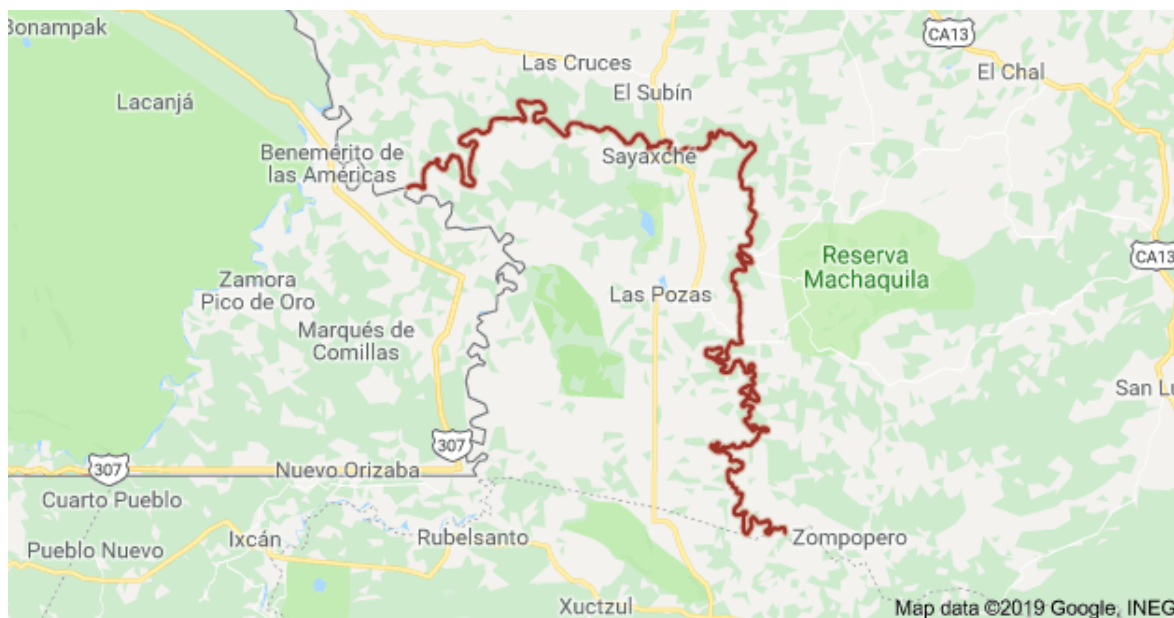 Bonampak
CA13
Las Cruces
El Chal
El Subín
Lacanjá
Benemérito de
las Américas
Sayaxché
Reserva
Machaquila
CA13
Zamora
Pico de Oro
Las Pozas
Marqués de
Comillas
San Lu
307
307
Nuevo Orizaba
Cuarto Pueblo
Ixcán
Rubelsanto
Zompopero
Pueblo Nuevo
Xuctzul
Map data ©2019 Google, INEG